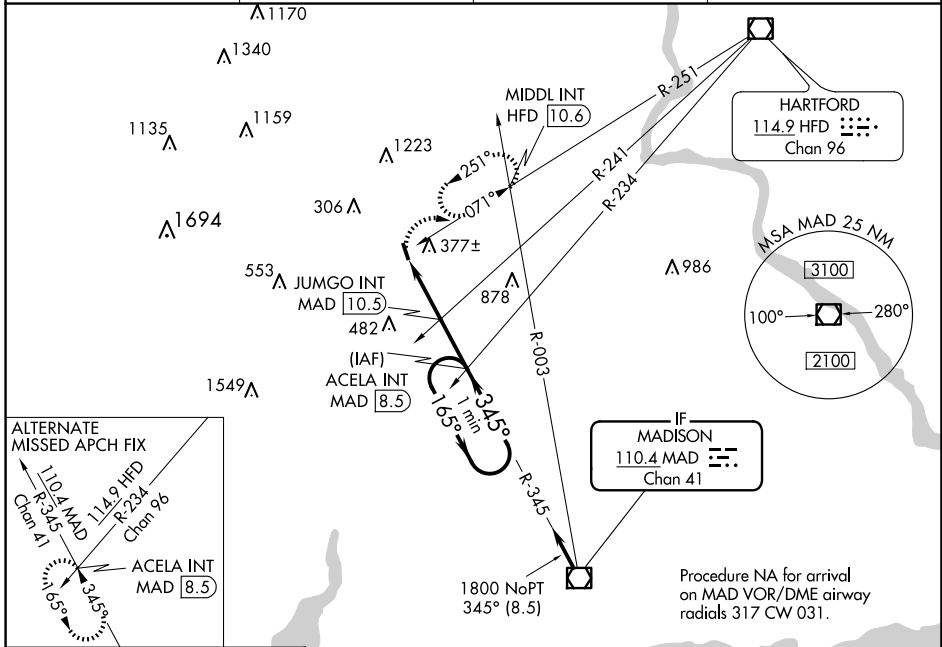 1170
1340
1135
1159
1223
306
1694
377±
553
482
878
986
1549
MIDDL INT
HFD 10.6
R-251
R-241
R-234
251°
071°
HARTFORD
114.9 HFD
Chan 96
MSA MAD 25 NM
3100
100°
280°
2100
JUMGO INT
MAD 10.5
(IAF)
ACELA INT
MAD 8.5
165°
1 min
345°
R-003
R-345
IF
MADISON
110.4 MAD
Chan 41
1800 NoPT
345° (8.5)
Procedure NA for arrival
on MAD VOR/DME airway
radials 317 CW 031.
ALTERNATE
MISSED APCH FIX
110.4 MAD
R-345
Chan 41
114.9 HFD
R-234
Chan 96
ACELA INT
MAD 8.5
165°
345°